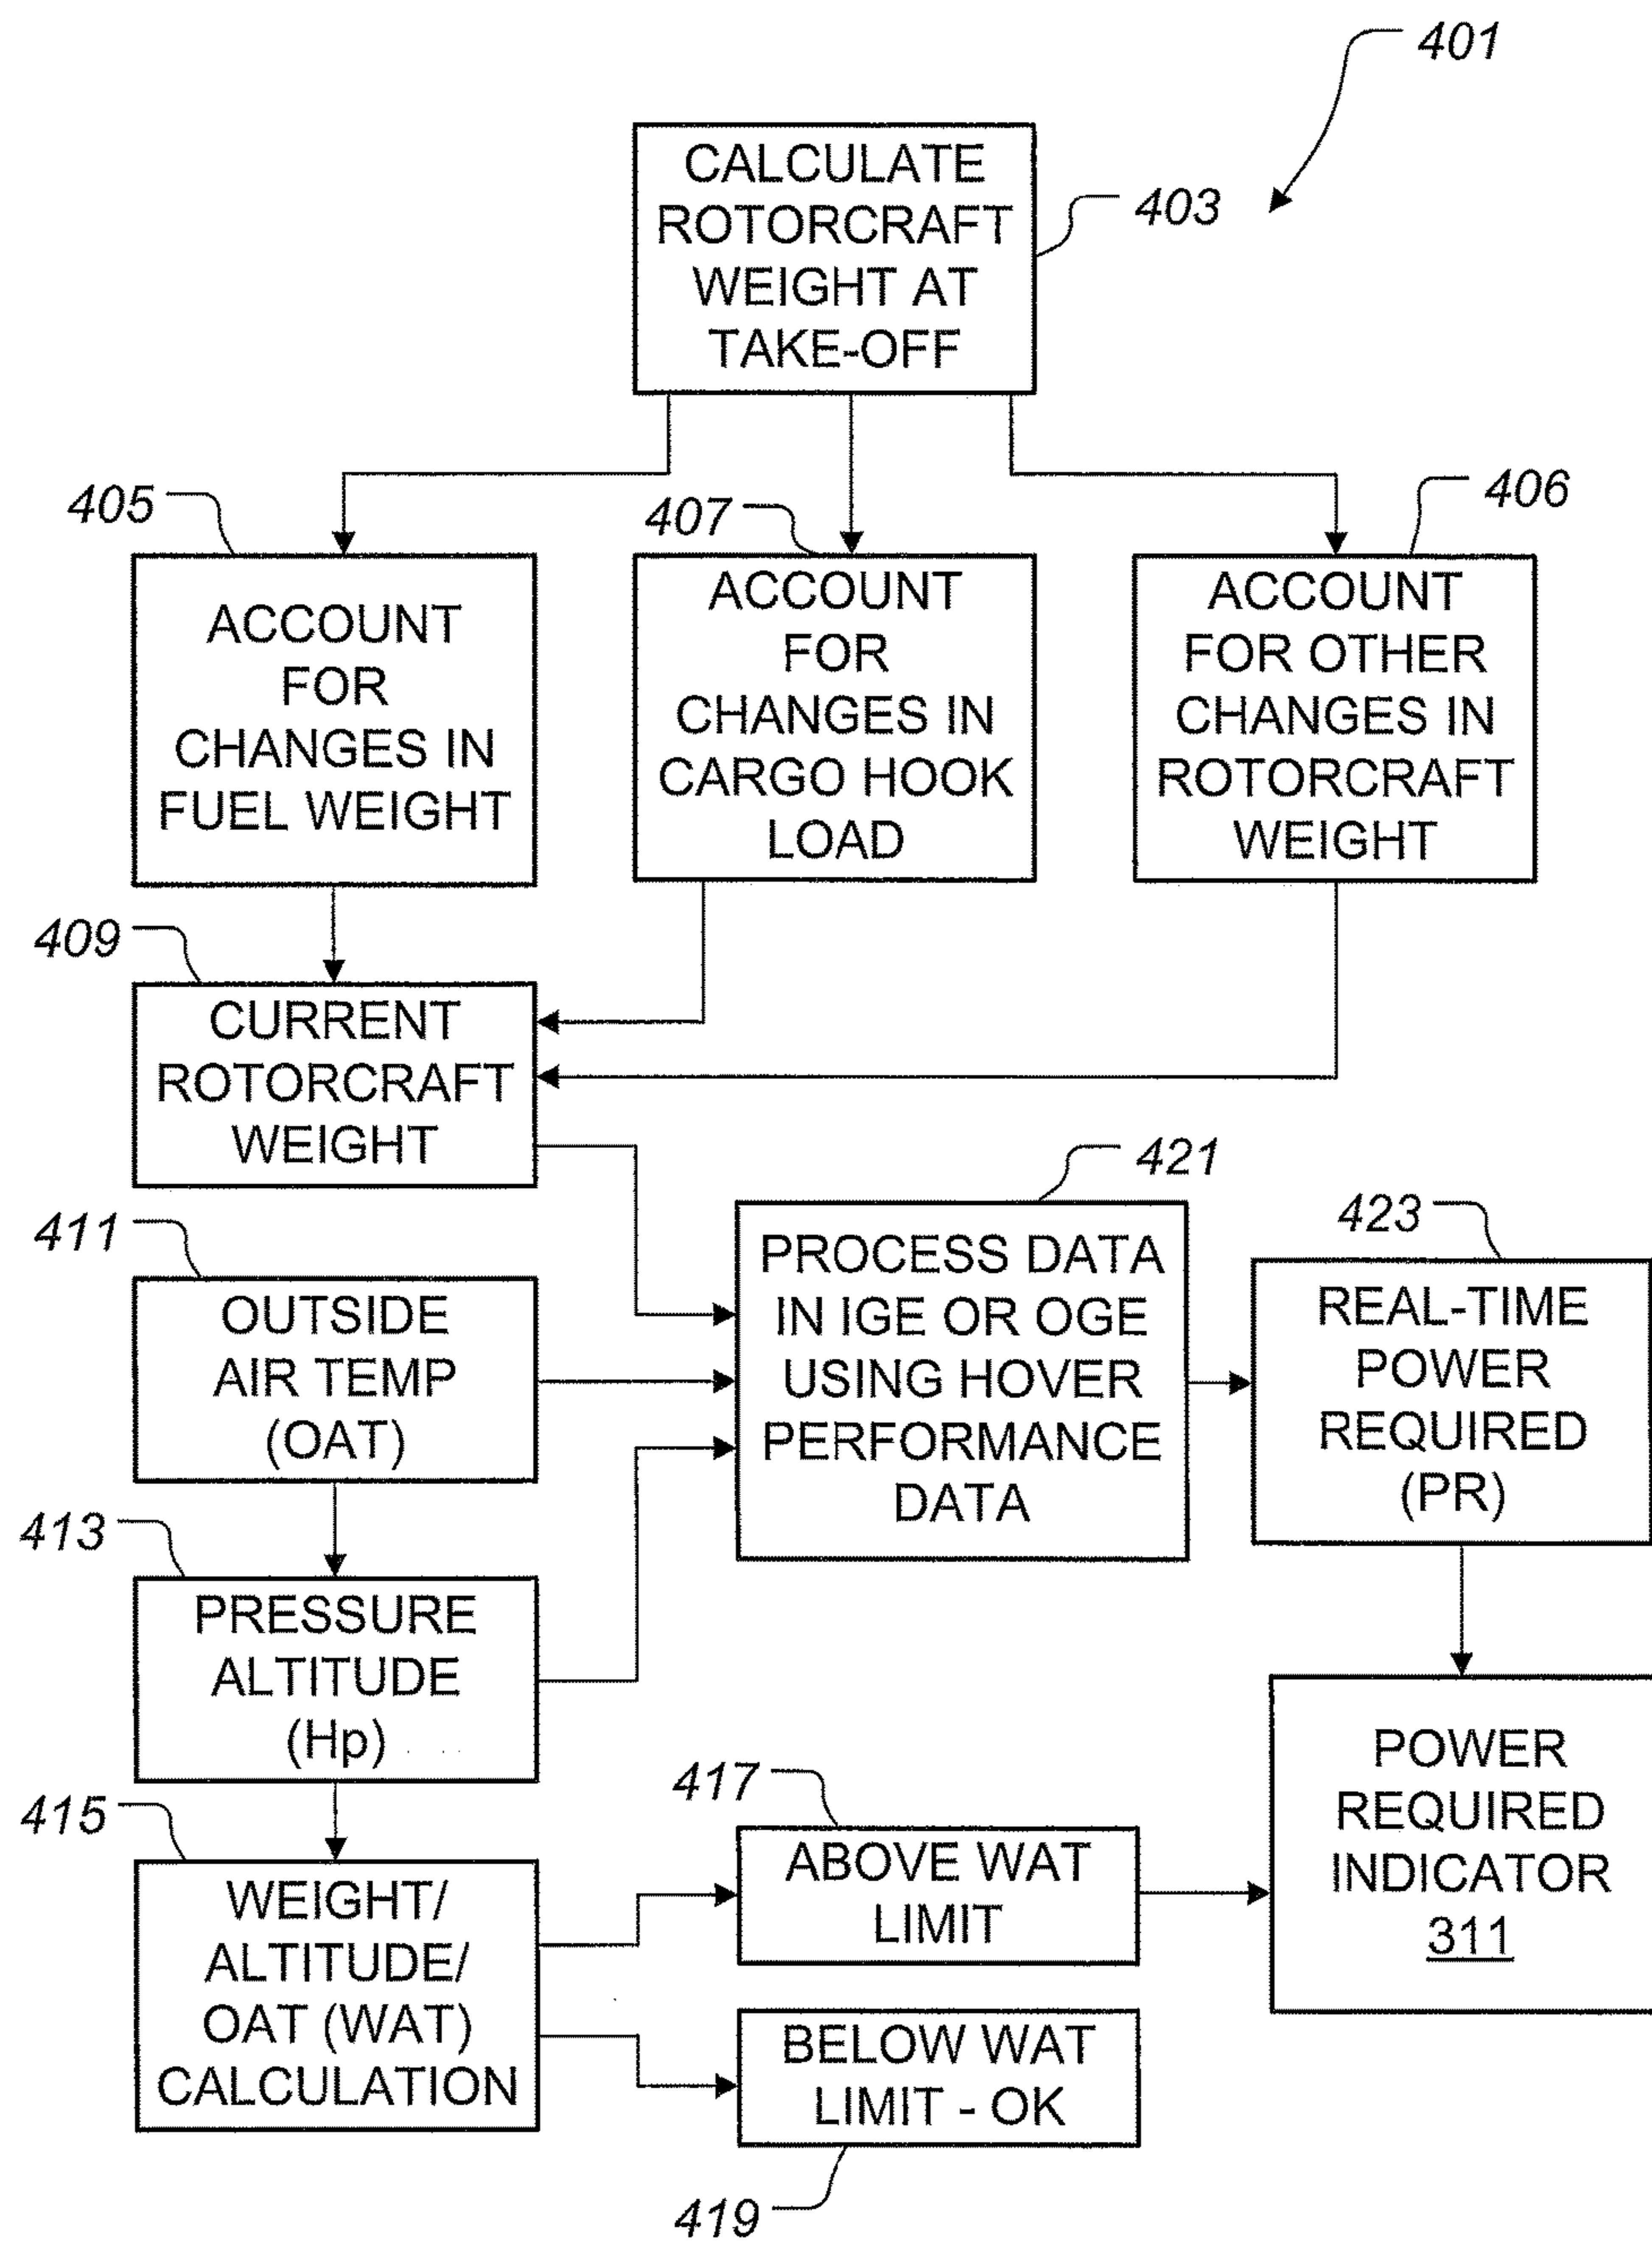 401
CALCULATE
ROTORCRAFT
WEIGHT AT
TAKE-OFF
403
405
ACCOUNT
FOR
CHANGES IN
FUEL WEIGHT
407
ACCOUNT
FOR
CHANGES IN
CARGO HOOK
LOAD
406
ACCOUNT
FOR OTHER
CHANGES IN
ROTORCRAFT
WEIGHT
409
CURRENT
ROTORCRAFT
WEIGHT
411
OUTSIDE
AIR TEMP
(OAT)
421
PROCESS DATA
IN IGE OR OGE
USING HOVER
PERFORMANCE
DATA
423
REAL-TIME
POWER
REQUIRED
(PR)
413
PRESSURE
ALTITUDE
(Hp)
415
WEIGHT/
ALTITUDE/
OAT (WAT)
CALCULATION
417
ABOVE WAT
LIMIT
BELOW WAT
LIMIT - OK
419
POWER
REQUIRED
INDICATOR
311